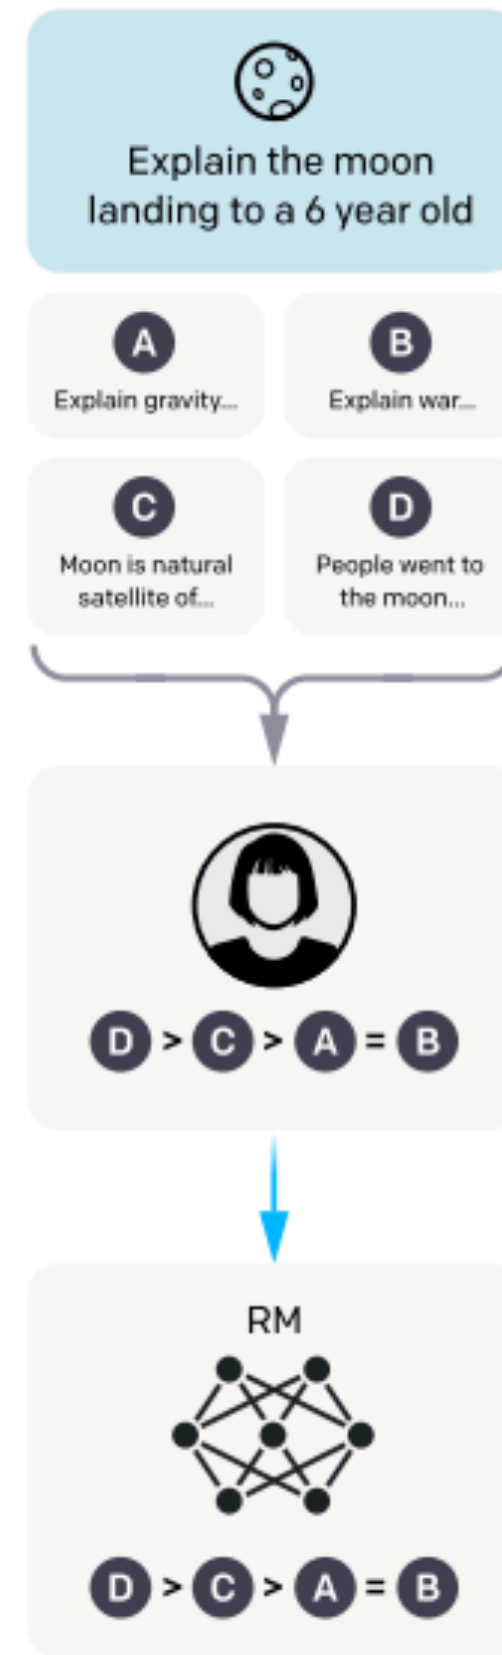 Explain the moon
landing to a 6 year old
A
Explain gravity...
B
Explain war...
C
Moon is natural
satellite of...
D
People went to
the moon...
D > C > A = B
RM
D > C > A = B